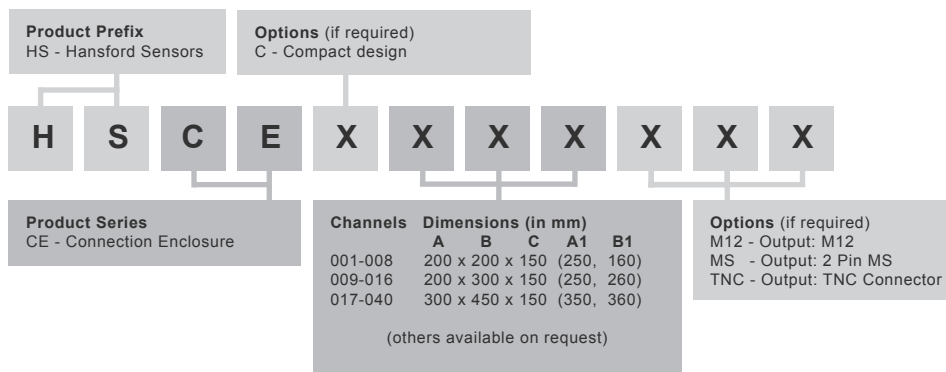 Product Prefix
HS - Hansford Sensors
Options (if required)
C - Compact design
H S C E X X X X X X X
Product Series
CE - Connection Enclosure
Channels Dimensions (in mm)
A B C A1 B1
001-008 200 x 200 x 150 (250, 160)
009-016 200 x 300 x 150 (250, 260)
017-040 300 x 450 x 150 (350, 360)
(others available on request)
Options (if required)
M12 - Output: M12
MS - Output: 2 Pin MS
TNC - Output: TNC Connector